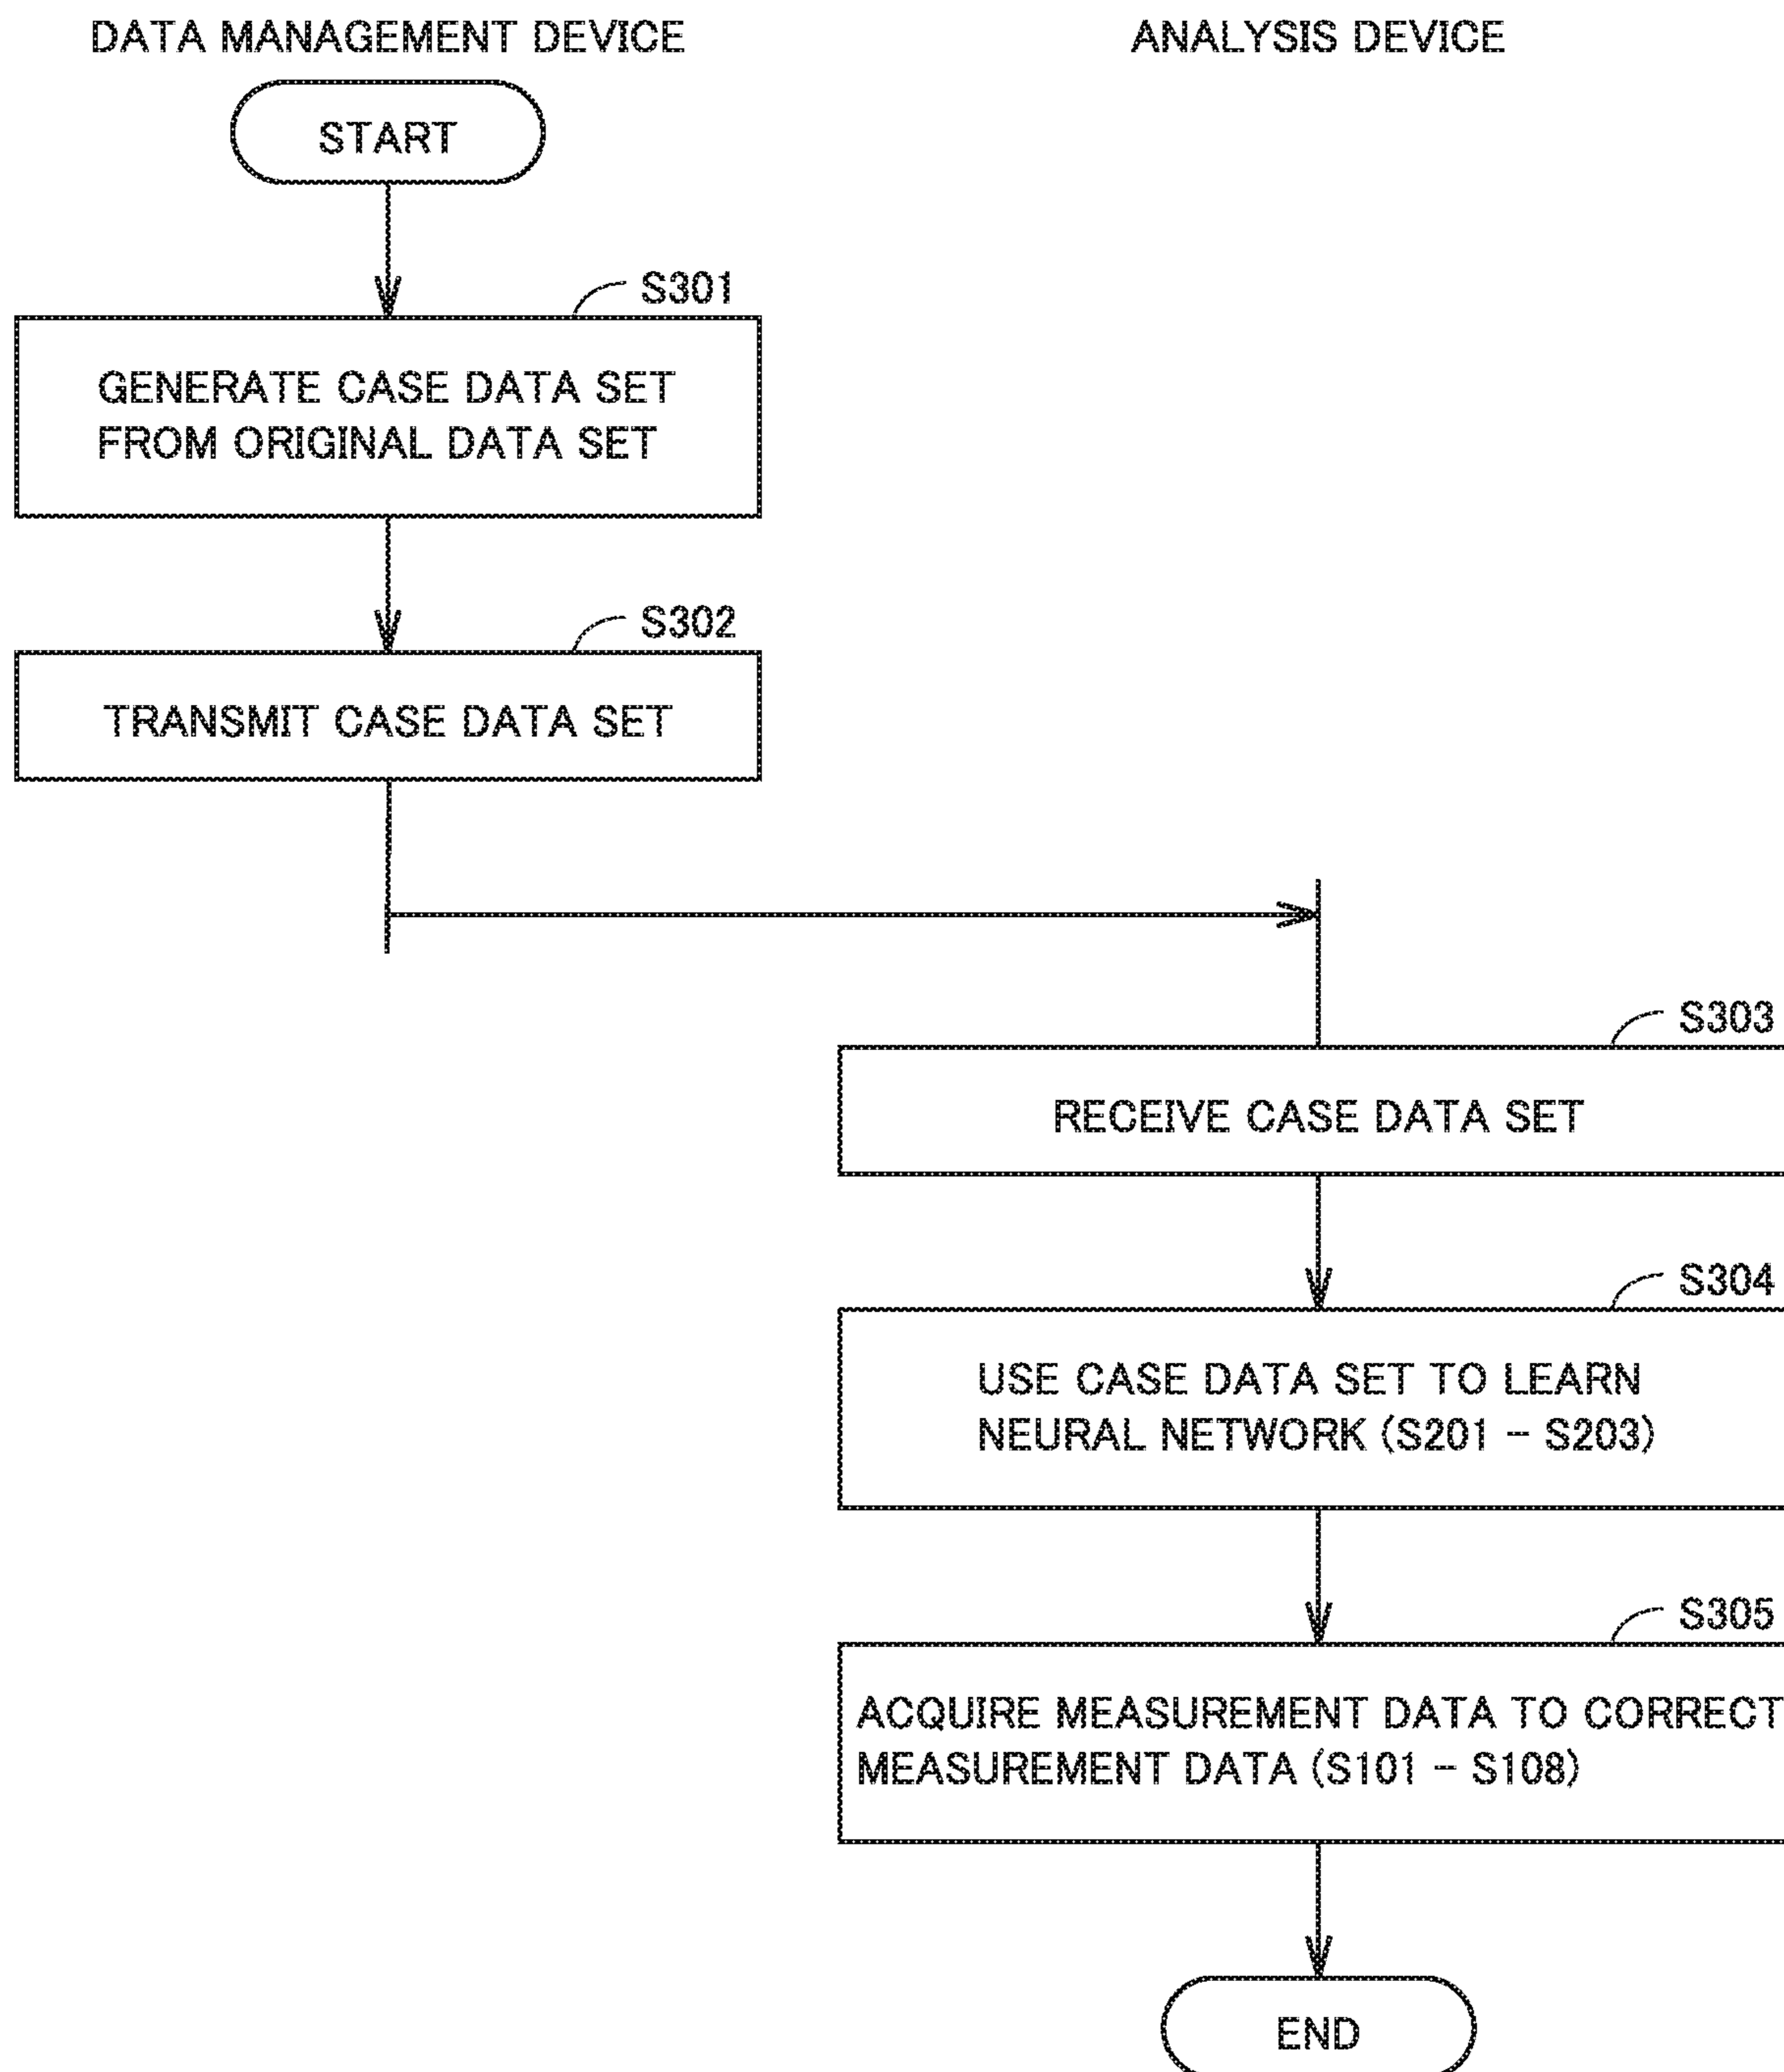 DATA MANAGEMENT DEVICE
ANALYSIS DEVICE
START
S301
GENERATE CASE DATA SET
FROM ORIGINAL DATA SET
S302
TRANSMIT CASE DATA SET
S303
RECEIVE CASE DATA SET
S304
USE CASE DATA SET TO LEARN
NEURAL NETWORK (S201 - S203)
S305
ACQUIRE MEASUREMENT DATA TO CORRECT
MEASUREMENT DATA (S101 - S108)
END